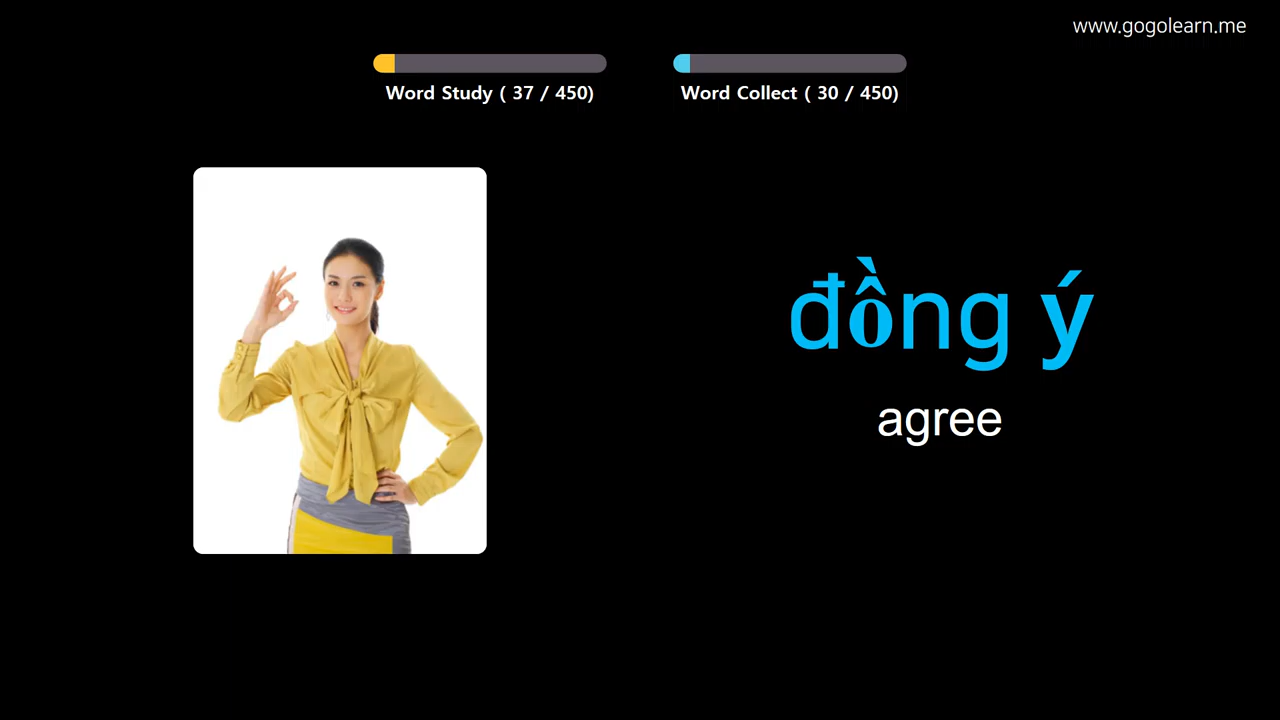 www.gogolearn.me
Word Study ( 37 / 450)
Word Collect ( 30 / 450)
đồng ý
agree